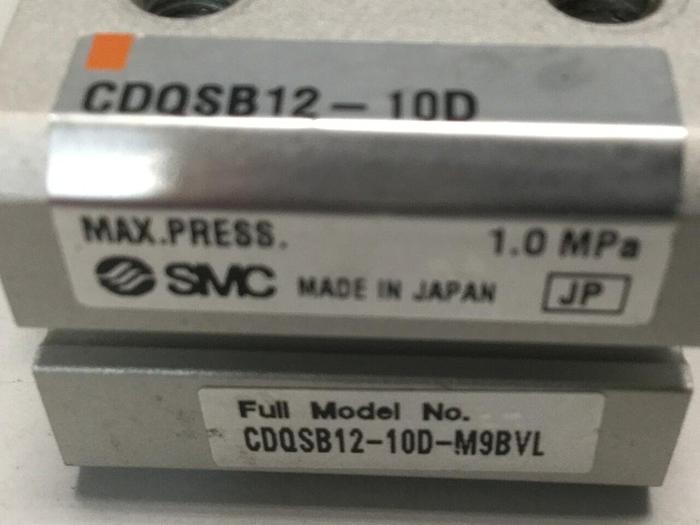 CDQSB12-10D
MAX.PRESS. 1.0 MPa
SMC MADE IN JAPAN JP
Full Model No.
CDQSB12-10D-M9BVL